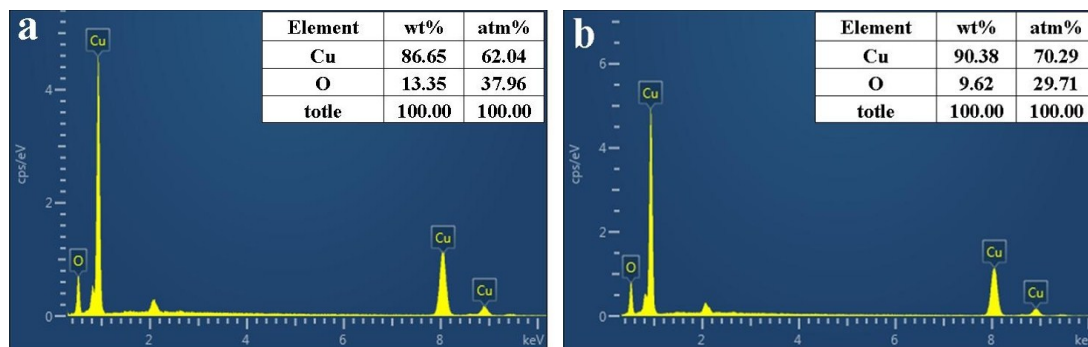 a
Element wt% atm%
Cu 86.65 62.04
O 13.35 37.96
totle 100.00 100.00
Cu
4
cps/eV
2
Cu
O
Cu
0
2 4 6 8 keV
b
Element wt% atm%
Cu 90.38 70.29
O 9.62 29.71
totle 100.00 100.00
6
Cu
cps/eV
4
2
Cu
O
Cu
0
2 4 6 8 ke